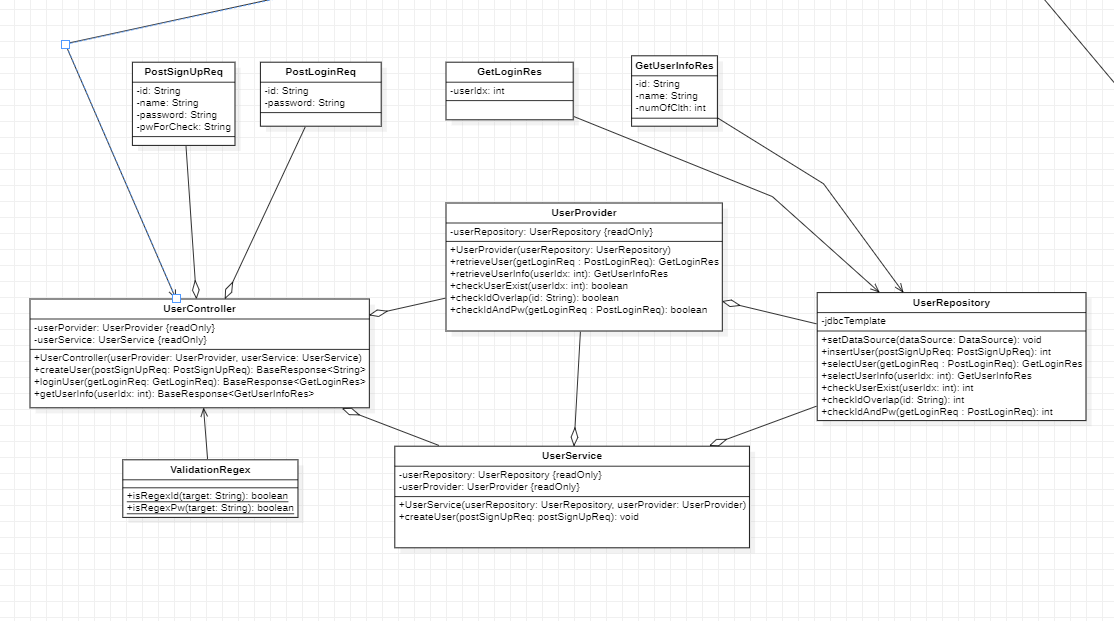 PostSignUpReq
-id: String
-name: String
-password: String
-pwForCheck: String
PostLoginReq
-id: String
-password: String
GetLoginRes
-userIdx: int
GetUserInfoRes
-id: String
-name: String
-numOfClth: int
UserProvider
-userRepository: UserRepository {readOnly}
+UserProvider(userRepository: UserRepository)
+retrieveUser(getLoginReq : PostLoginReq): GetLoginRes
+retrieveUserInfo(userIdx: int): GetUserInfoRes
+checkUserExist(userIdx: int): boolean
+checkIdOverlap(id: String): boolean
+checkIdAndPw(getLoginReq : PostLoginReq): boolean
UserController
-userPorvider: UserProvider {readOnly}
-userService: UserService {readOnly}
+UserController(userProvider: UserProvider, userService: UserService)
+createUser(postSignUpReq: PostSignUpReq): BaseResponse<String>
+loginUser(getLoginReq: GetLoginReq): BaseResponse<GetLoginRes>
+getUserInfo(userIdx: int): BaseResponse<GetUserInfoRes>
UserRepository
-jdbcTemplate
+setDataSource(dataSource: DataSource): void
+insertUser(postSignUpReq: PostSignUpReq): int
+selectUser(getLoginReq : PostLoginReq): GetLoginRes
+selectUserInfo(userIdx: int): GetUserInfoRes
+checkUserExist(userIdx: int): int
+checkIdOverlap(id: String): int
+checkIdAndPw(getLoginReq : PostLoginReq): int
ValidationRegex
+isRegexId(target: String): boolean
+isRegexPw(target: String): boolean
UserService
-userRepository: UserRepository {readOnly}
-userProvider: UserProvider {readOnly}
+UserService(userRepository: UserRepository, userProvider: UserProvider)
+createUser(postSignUpReq: postSignUpReq): void